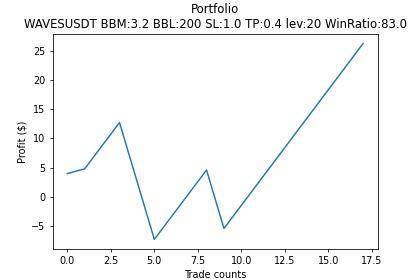 Portfolio
WAVESUSDT BBM:3.2 BBL:200 SL:1.0 TP:0.4 lev:20 WinRatio:83.0
25
20
15
10
5
0
−5
Profit ($)
0.0 2.5 5.0 7.5 10.0 12.5 15.0 17.5
Trade counts